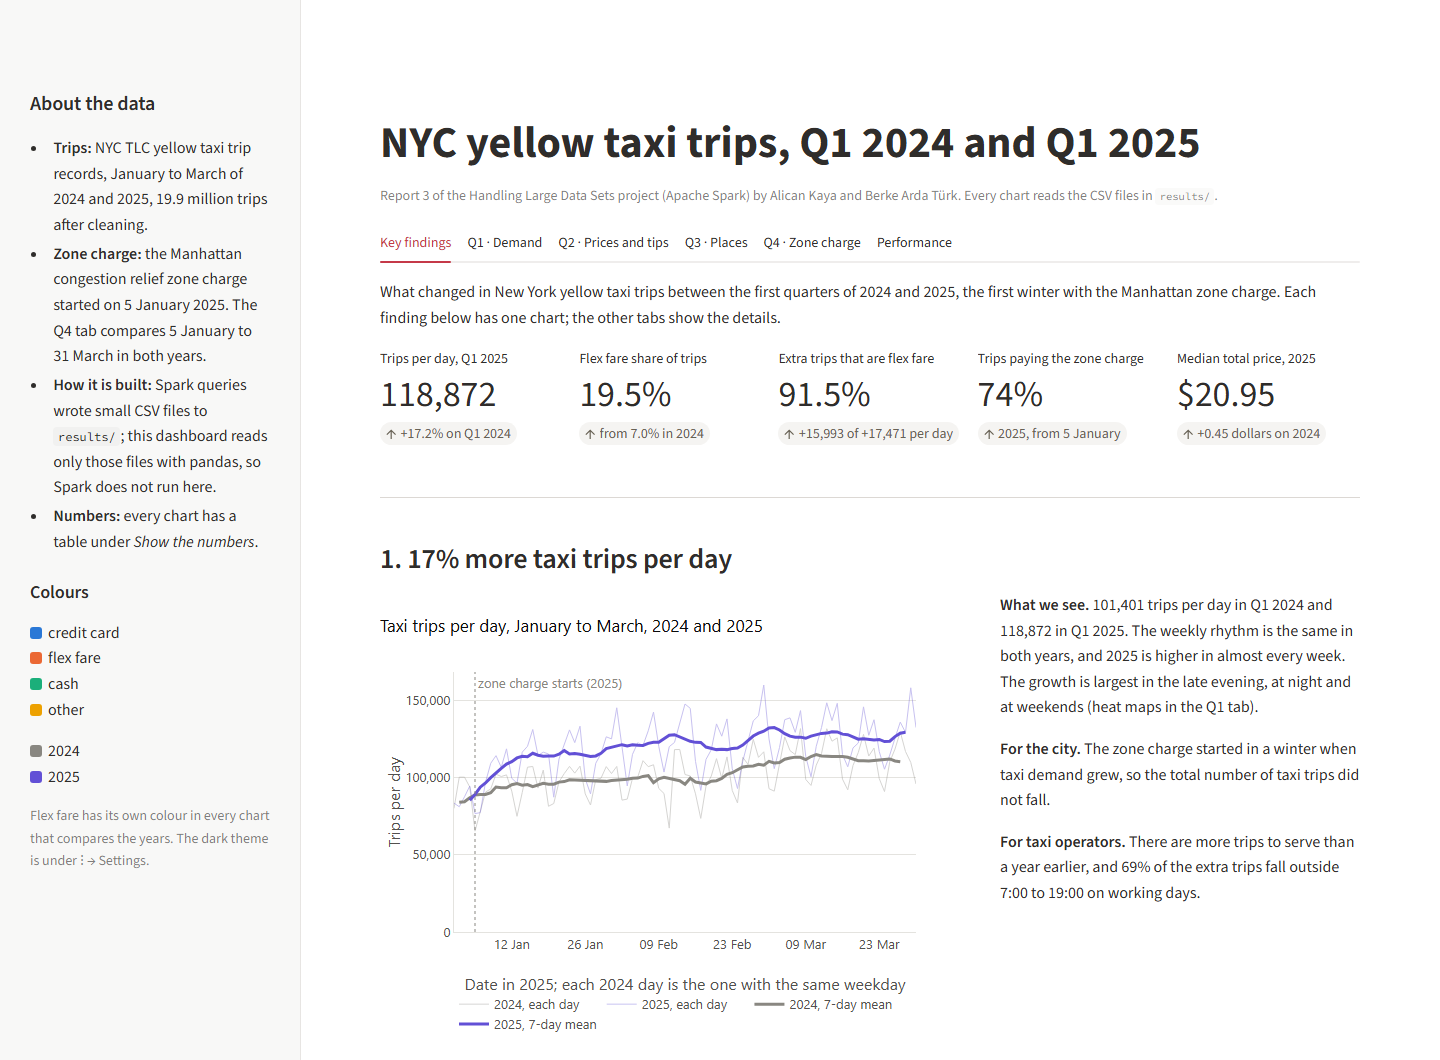 About the data
• Trips: NYC TLC yellow taxi trip
records, January to March of
2024 and 2025, 19.9 million trips
after cleaning.
• Zone charge: the Manhattan
congestion relief zone charge
started on 5 January 2025. The
Q4 tab compares 5 January to
31 March in both years.
• How it is built: Spark queries
wrote small CSV files to
results/ ; this dashboard reads
only those files with pandas, so
Spark does not run here.
• Numbers: every chart has a
table under Show the numbers.
Colours
credit card
flex fare
cash
other
2024
2025
Flex fare has its own colour in every chart
that compares the years. The dark theme
is under ⋮ → Settings.
NYC yellow taxi trips, Q1 2024 and Q1 2025
Report 3 of the Handling Large Data Sets project (Apache Spark) by Alican Kaya and Berke Arda Türk. Every chart reads the CSV files in results/ .
Key findings Q1 · Demand Q2 · Prices and tips Q3 · Places Q4 · Zone charge Performance
What changed in New York yellow taxi trips between the first quarters of 2024 and 2025, the first winter with the Manhattan zone charge. Each
finding below has one chart; the other tabs show the details.
Trips per day, Q1 2025
118,872
↑ +17.2% on Q1 2024
Flex fare share of trips
19.5%
↑ from 7.0% in 2024
Extra trips that are flex fare
91.5%
↑ +15,993 of +17,471 per day
Trips paying the zone charge
74%
↑ 2025, from 5 January
Median total price, 2025
$20.95
↑ +0.45 dollars on 2024
1. 17% more taxi trips per day
Taxi trips per day, January to March, 2024 and 2025
zone charge starts (2025)
150,000
100,000
50,000
0
Trips per day
12 Jan 26 Jan 09 Feb 23 Feb 09 Mar 23 Mar
Date in 2025; each 2024 day is the one with the same weekday
2024, each day 2025, each day 2024, 7-day mean
2025, 7-day mean
What we see. 101,401 trips per day in Q1 2024 and
118,872 in Q1 2025. The weekly rhythm is the same in
both years, and 2025 is higher in almost every week.
The growth is largest in the late evening, at night and
at weekends (heat maps in the Q1 tab).
For the city. The zone charge started in a winter when
taxi demand grew, so the total number of taxi trips did
not fall.
For taxi operators. There are more trips to serve than
a year earlier, and 69% of the extra trips fall outside
7:00 to 19:00 on working days.